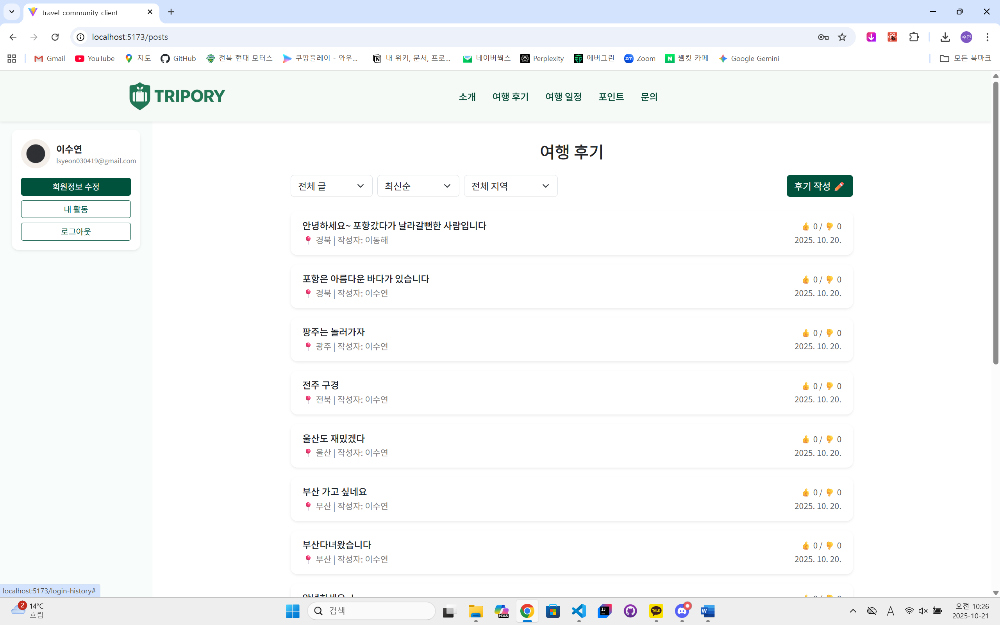 travel-community-client
localhost:5173/posts
수연
Gmail
YouTube
지도
GitHub
전북 현대 모터스
쿠팡플레이 - 와우...
내 위키, 문서, 프로...
네이버웍스
Perplexity
에버그린
Zoom
웹킷 카페
Google Gemini
모든 북마크
TRIPORY
소개
여행 후기
여행 일정
포인트
문의
이수연
lsyeon030419@gmail.com
회원정보 수정
내 활동
로그아웃
여행 후기
전체 글
최신순
전체 지역
후기 작성
안녕하세요~ 포항갔다가 날라갈뻔한 사람입니다
👍 0 / 👎 0
📍 경북 | 작성자: 이동해
2025. 10. 20.
포항은 아름다운 바다가 있습니다
👍 0 / 👎 0
📍 경북 | 작성자: 이수연
2025. 10. 20.
팡주는 놀러가자
👍 0 / 👎 0
📍 광주 | 작성자: 이수연
2025. 10. 20.
전주 구경
👍 0 / 👎 0
📍 전북 | 작성자: 이수연
2025. 10. 20.
울산도 재밌겠다
👍 0 / 👎 0
📍 울산 | 작성자: 이수연
2025. 10. 20.
부산 가고 싶네요
👍 0 / 👎 0
📍 부산 | 작성자: 이수연
2025. 10. 20.
부산다녀왔습니다
👍 0 / 👎 0
📍 부산 | 작성자: 이수연
2025. 10. 20.
localhost:5173/login-history#
2
14°C
흐림
검색
M365
TALK
A
오전 10:26
2025-10-21